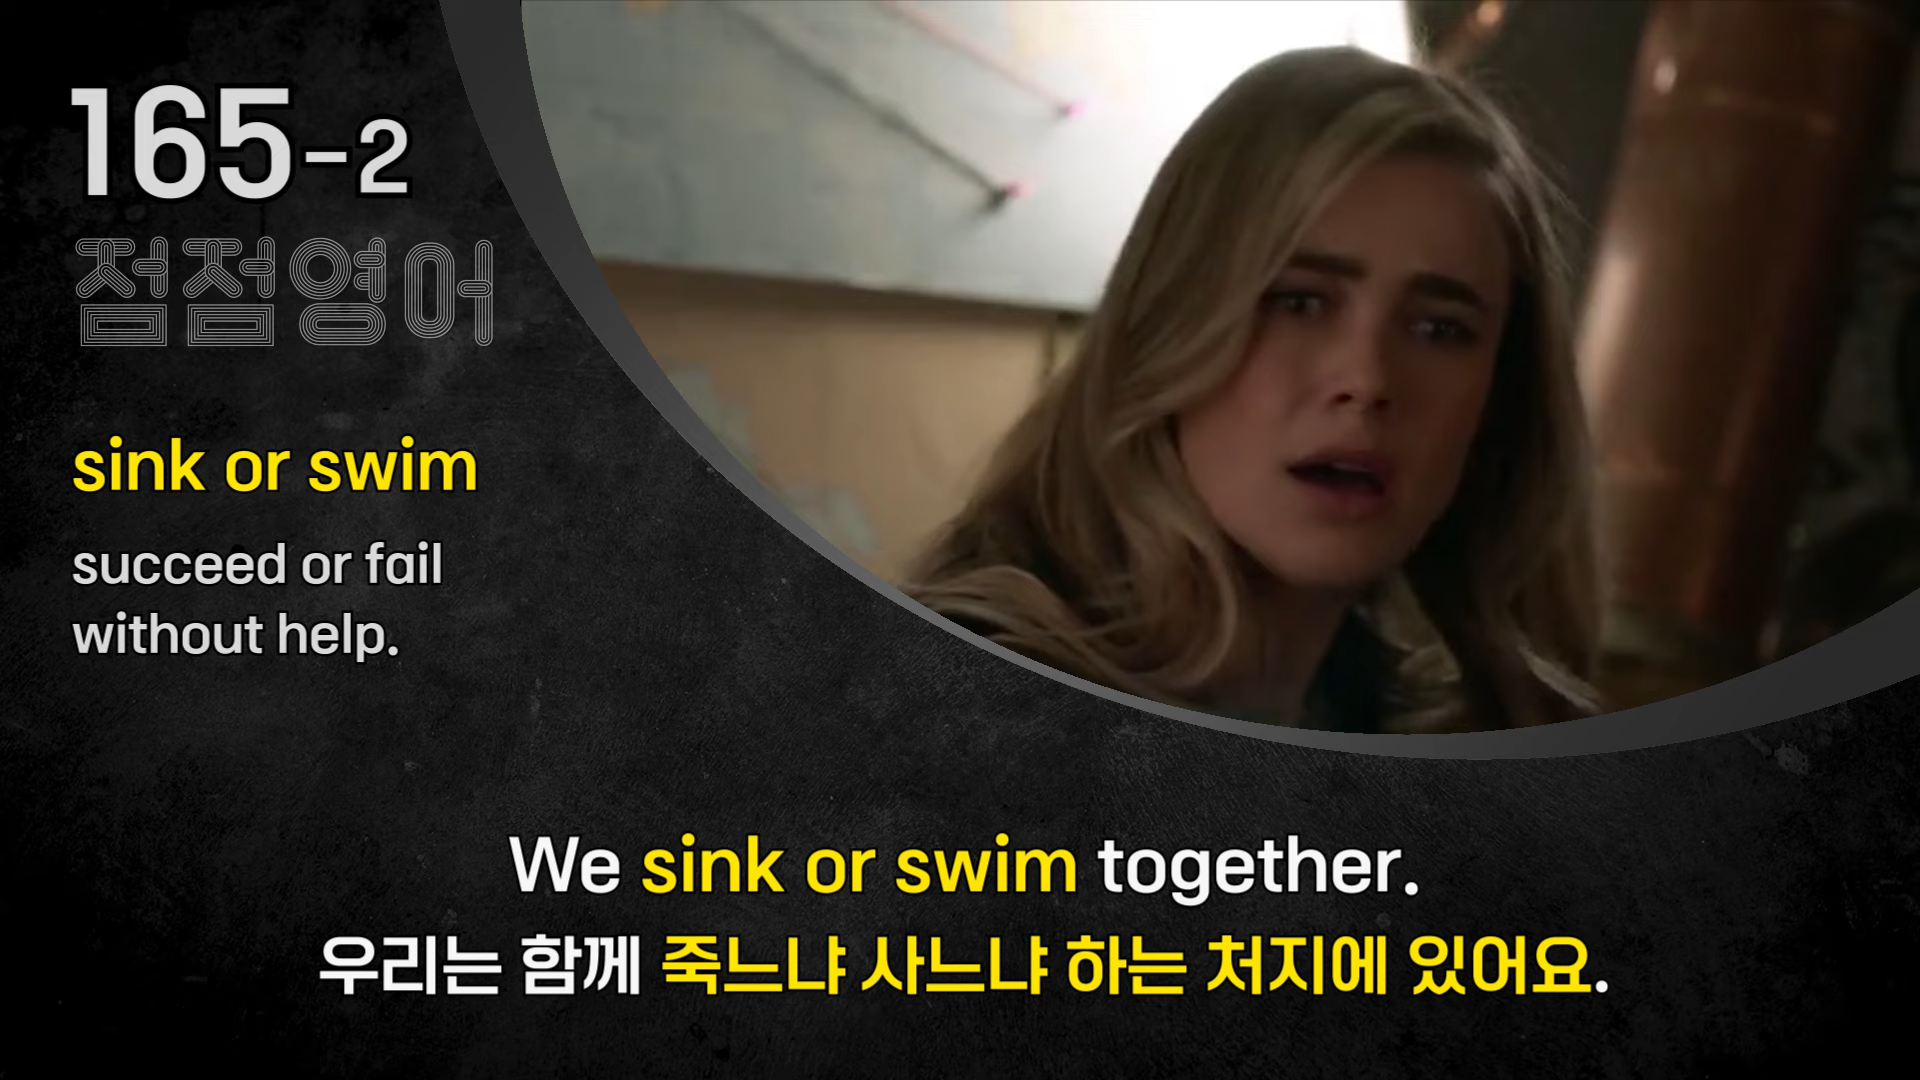 165-2
점점영어
sink or swim
succeed or fail
without help.
We sink or swim together.
우리는 함께 죽느냐 사느냐 하는 처지에 있어요.